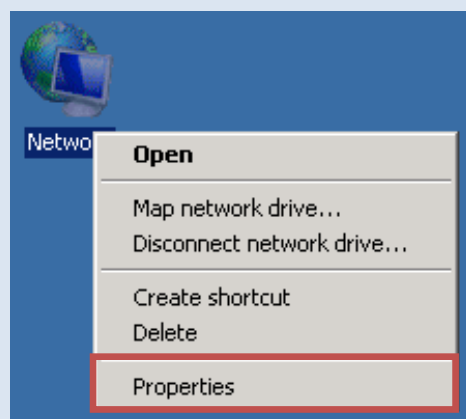 Netwo
Open
Map network drive...
Disconnect network drive...
Create shortcut
Delete
Properties